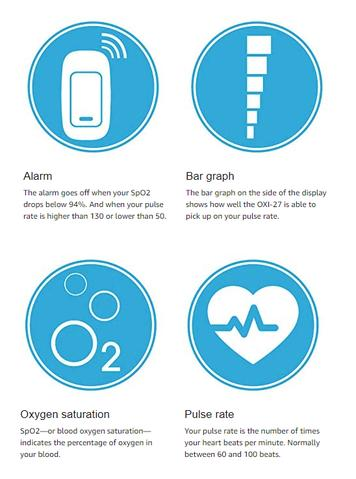 Alarm
The alarm goes off when your SpO2
drops below 94%. And when your pulse
rate is higher than 130 or lower than 50.
Bar graph
The bar graph on the side of the display
shows how well the OXI-27 is able to
pick up on your pulse rate.
2
Oxygen saturation
SpO2—or blood oxygen saturation—
indicates the percentage of oxygen in
your blood.
Pulse rate
Your pulse rate is the number of times
your heart beats per minute. Normally
between 60 and 100 beats.